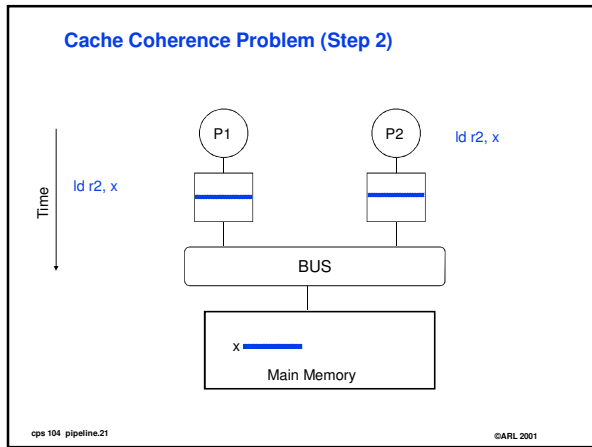 Cache Coherence Problem (Step 2)
P1
P2
ld r2, x
ld r2, x
Time
BUS
x
Main Memory
cps 104 pipeline.21
©ARL 2001